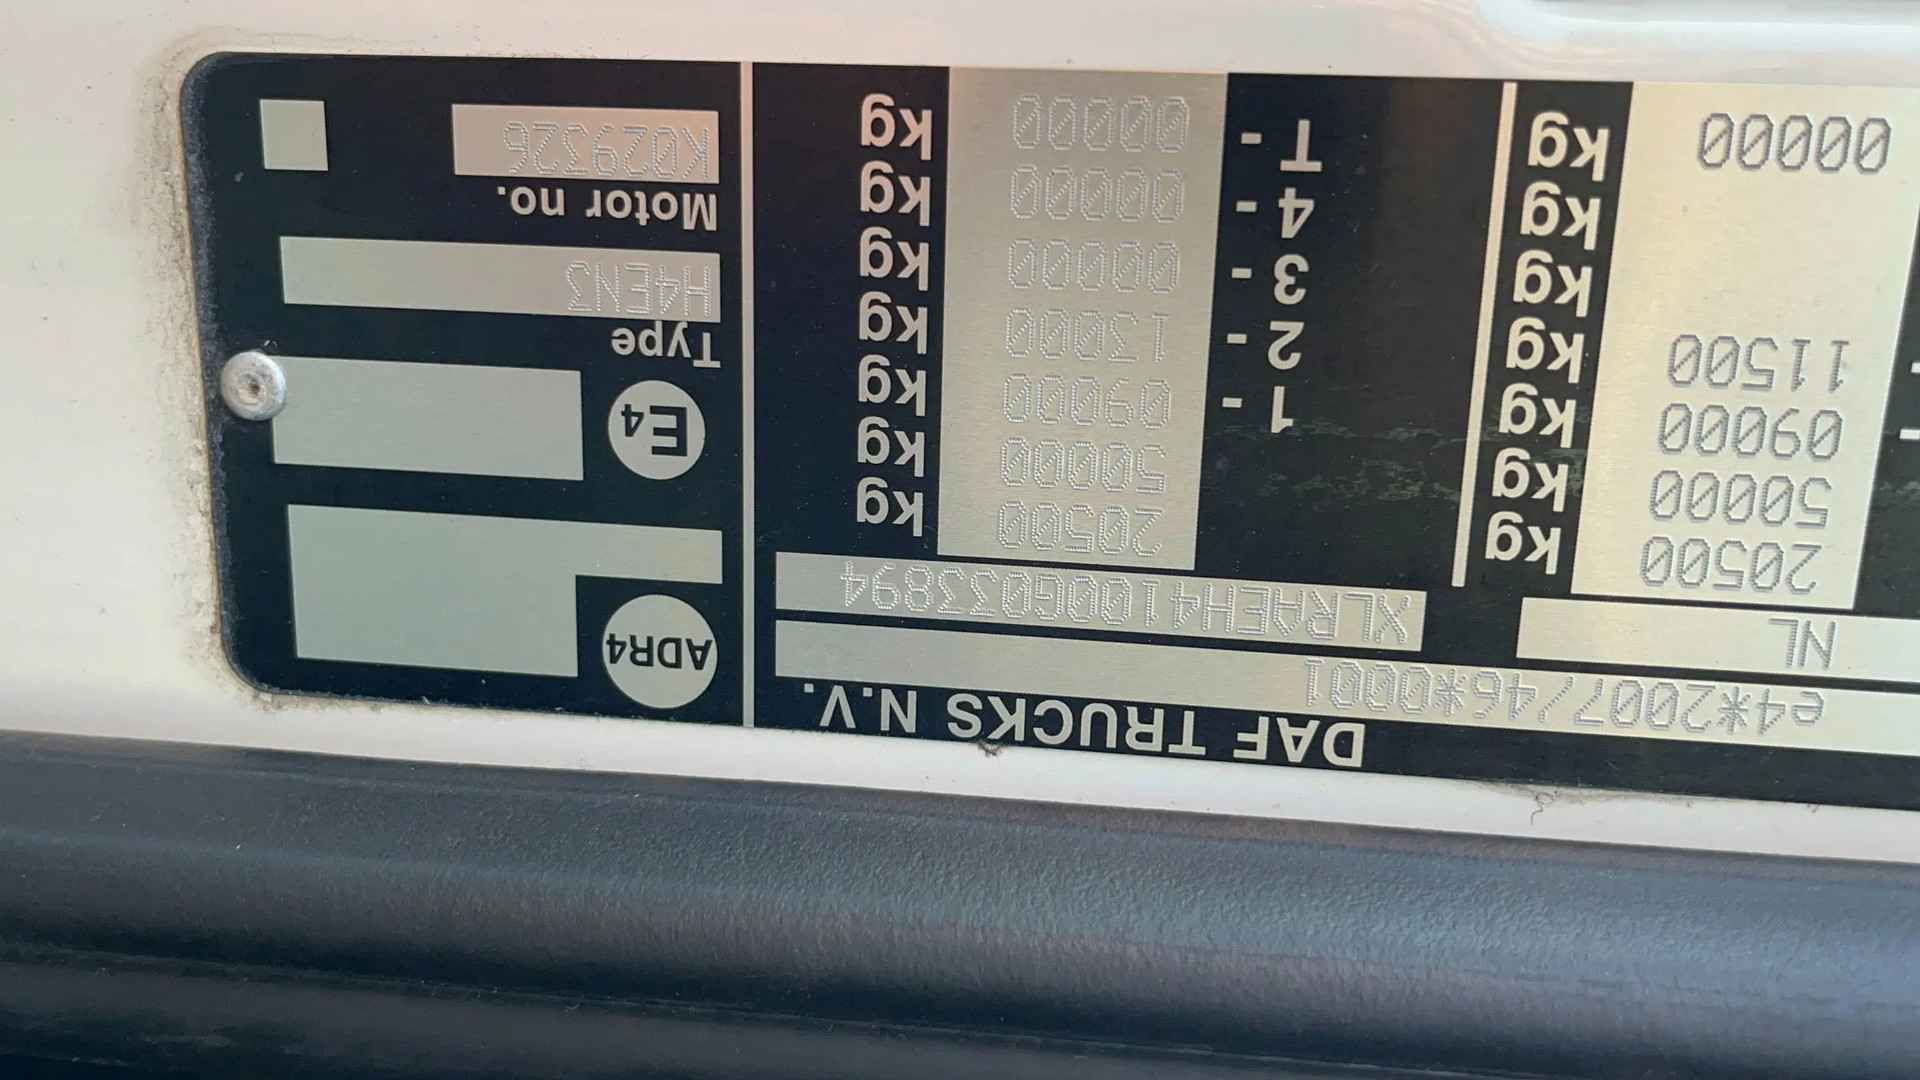 DAF TRUCKS N.V.
e4*2007/46*0001
NL
XLRAEH4100G033894
20500 kg 20500 kg
50000 kg 50000 kg
09000 kg 1 - 09000 kg
11500 kg 2 - 13000 kg
kg 3 - 00000 kg
kg 4 - 00000 kg
00000 kg T - 00000 kg
ADR4
E4
Type
H4EN3
Motor no.
K029326